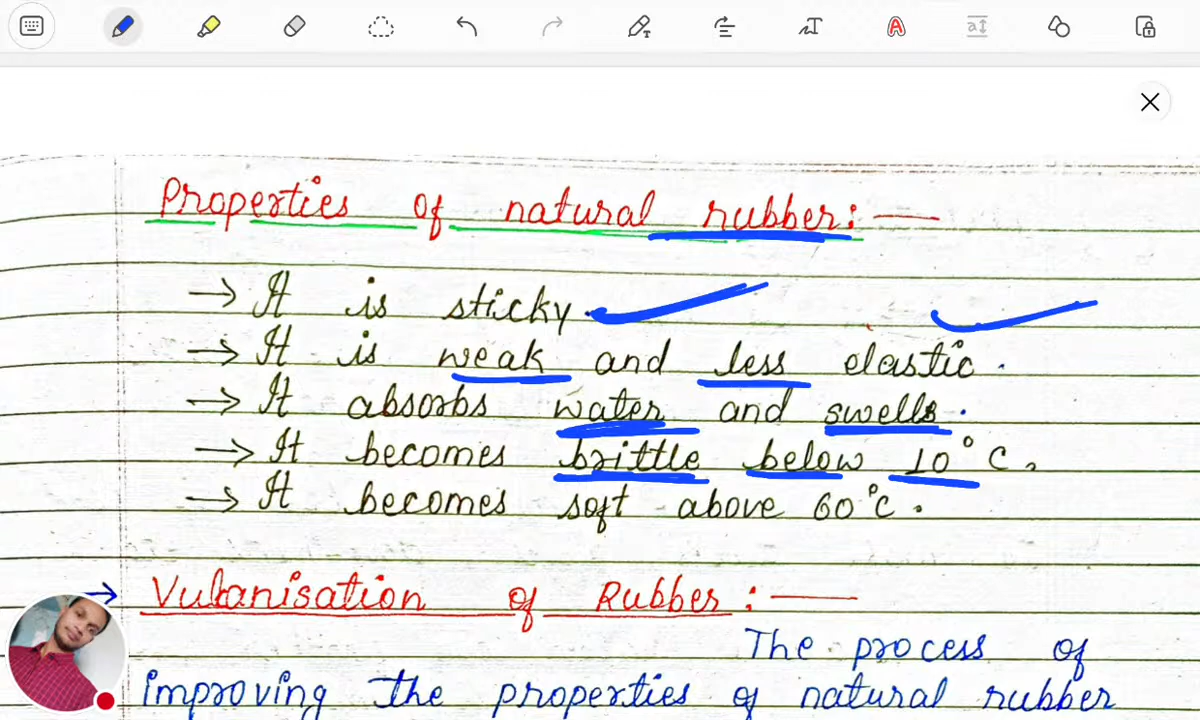 Properties of natural rubber:—
→ It is sticky.
→ It is weak and less elastic.
→ It absorbs water and swells.
→ It becomes brittle below 10°C.
→ It becomes soft above 60°C.
→ Vulcanisation of Rubber:—
The process of
improving the properties of natural rubber